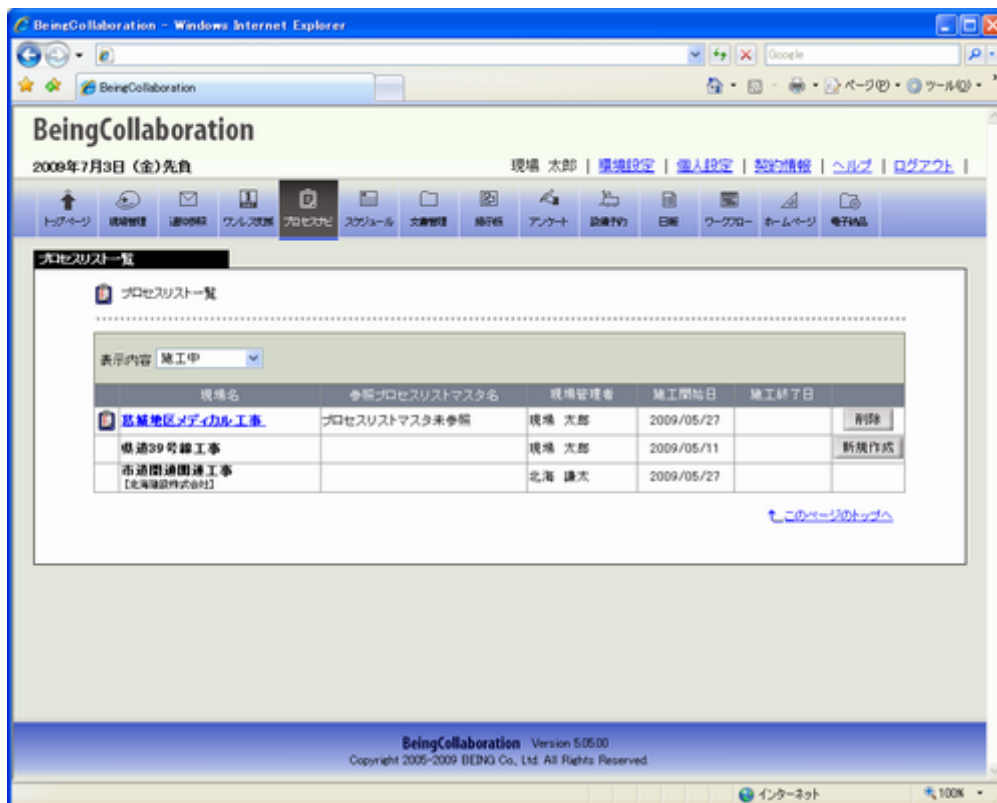 BeingCollaboration - Windows Internet Explorer
Google
BeingCollaboration
ページ(P)
ツール(O)
BeingCollaboration
2009年7月3日 (金)先負
現場 太郎 | 環境設定 | 個人設定 | 契約情報 | ヘルプ | ログアウト |
トップページ 現場管理 プロセスナビ スケジュール 文書管理 掲示板 アンケート 設備予約 日報 ワークフロー ホームページ 電子納品
プロセスリスト一覧
プロセスリスト一覧
表示内容 施工中
現場名 参照プロセスリストマスタ名 現場管理者 施工開始日 施工終了日
葛城地区メディカル工事 プロセスリストマスタ未参照 現場 太郎 2009/05/27 削除
県道39号線工事 現場 太郎 2009/05/11 新規作成
市道開通関連工事 北海 謙太 2009/05/27
【北海建設株式会社】
このページのトップへ
BeingCollaboration Version 5.05.00
Copyright 2005-2009 BEING Co., Ltd. All Rights Reserved.
インターネット 100%